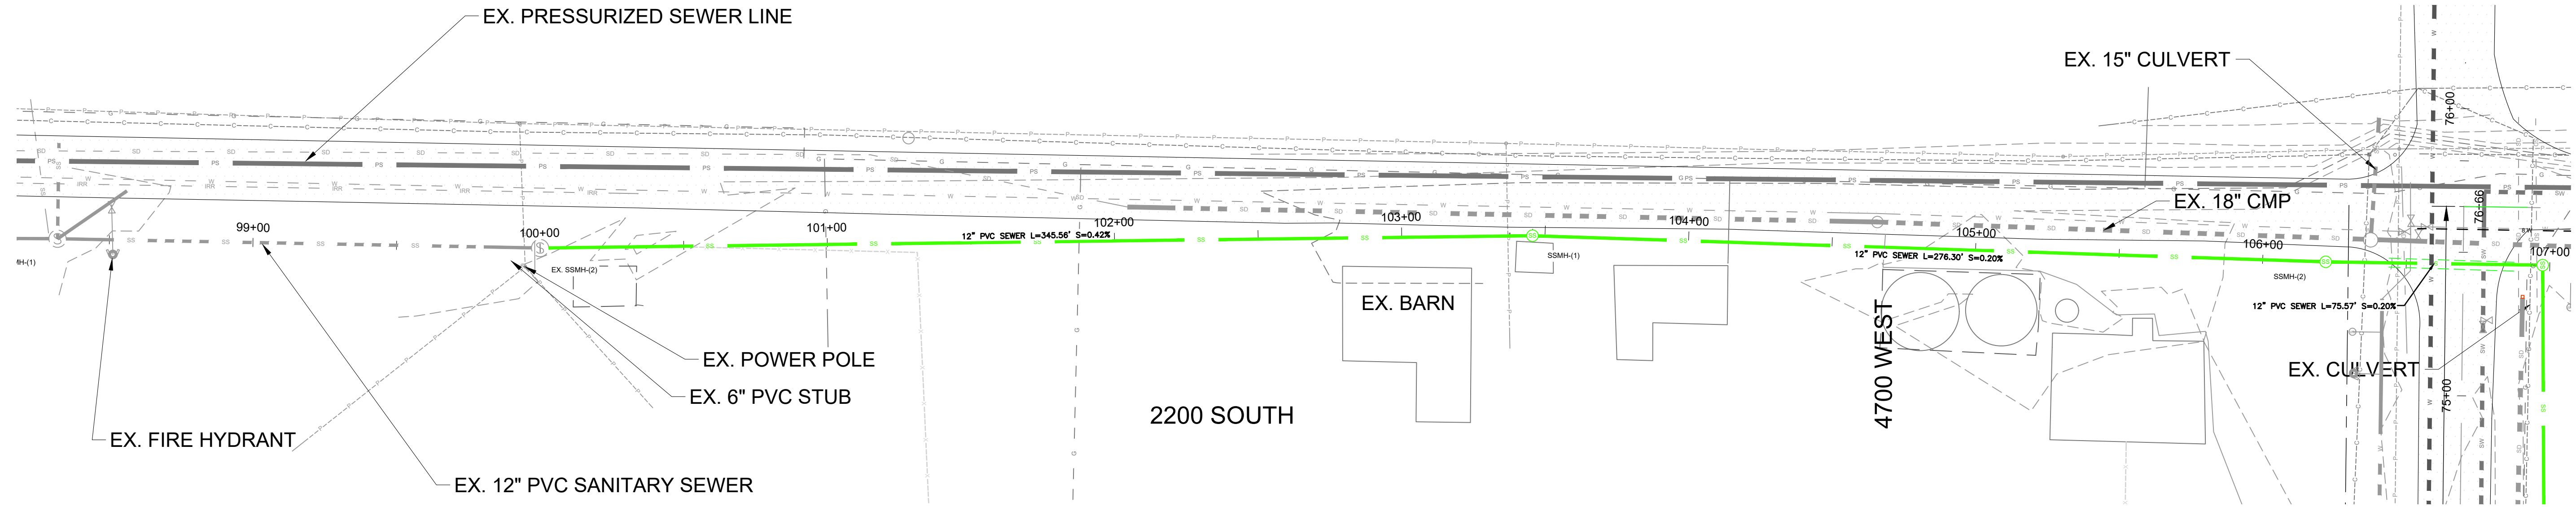 EX. PRESSURIZED SEWER LINE
EX. 15" CULVERT
76+00
76+66
EX. 18" CMP
99+00
100+00
101+00
102+00
103+00
104+00
105+00
106+00
107+00
12" PVC SEWER L=345.56' S=0.42%
12" PVC SEWER L=276.30' S=0.20%
12" PVC SEWER L=75.57' S=0.20%
MH-(1)
EX. SSMH-(2)
SSMH-(1)
SSMH-(2)
EX. BARN
EX. POWER POLE
EX. 6" PVC STUB
EX. CULVERT
75+00
4700 WEST
2200 SOUTH
EX. FIRE HYDRANT
EX. 12" PVC SANITARY SEWER